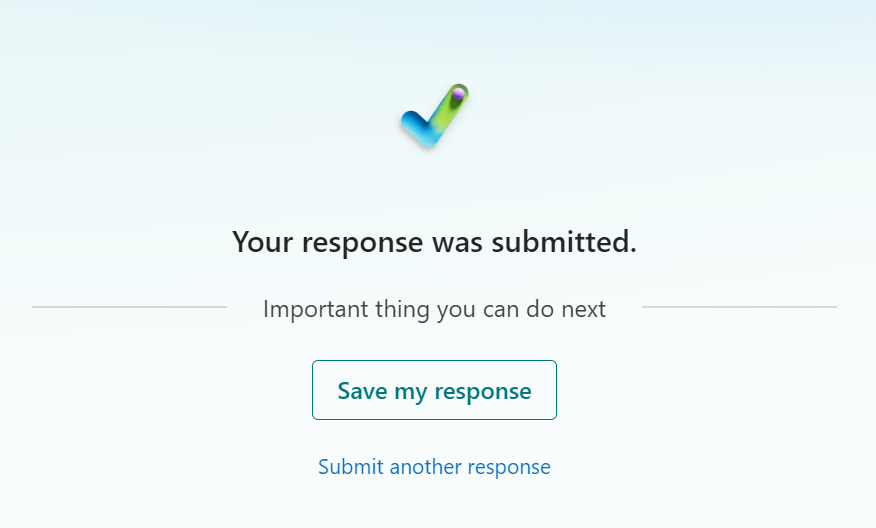 Your response was submitted.
Important thing you can do next
Save my response
Submit another response